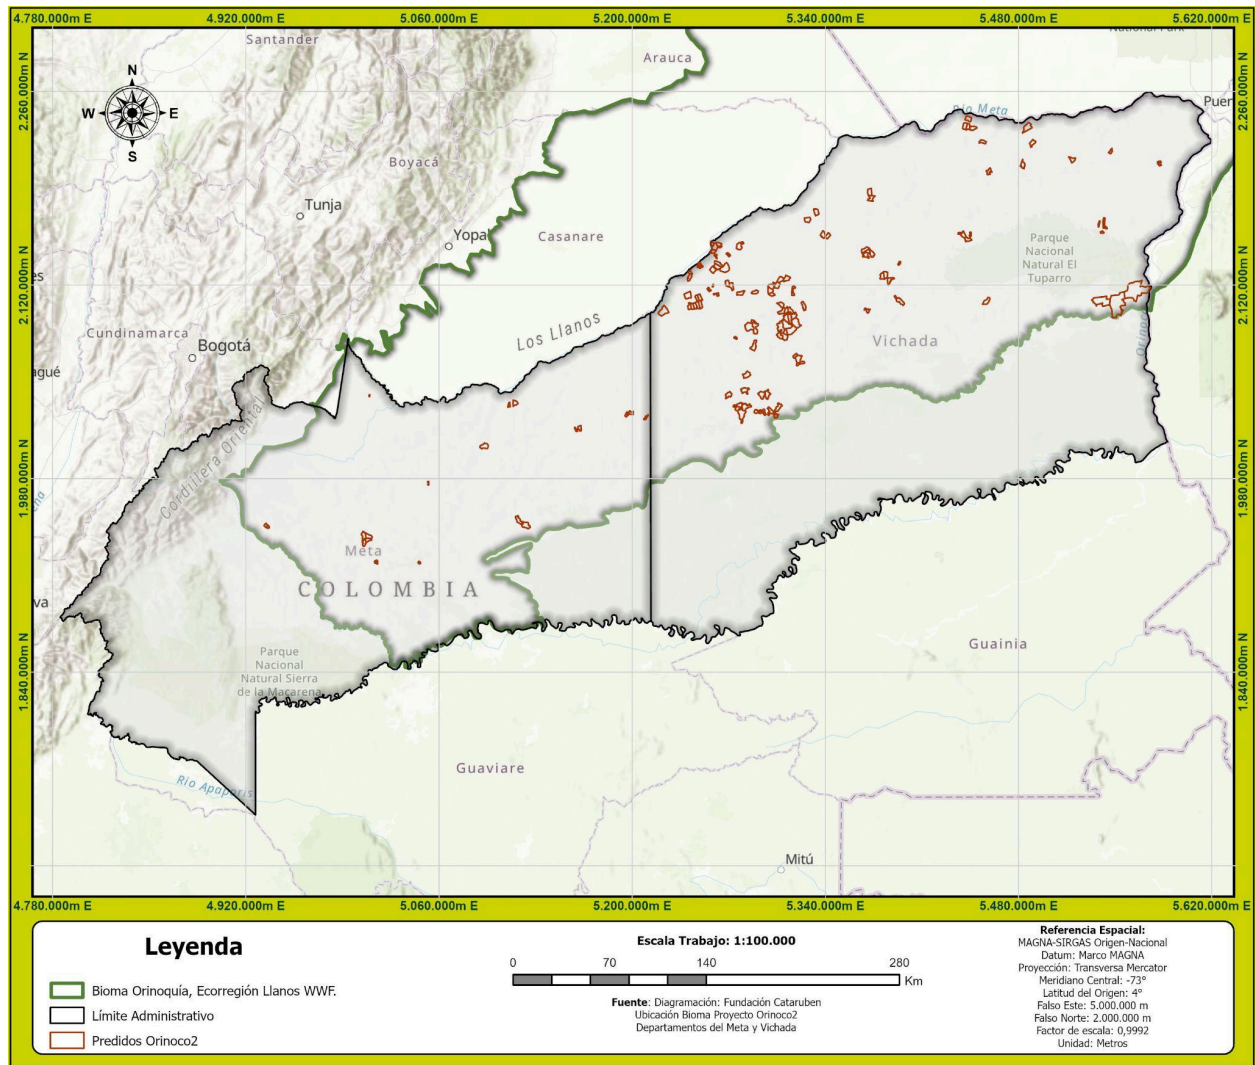 4.780.000m E 4.920.000m E 5.060.000m E 5.200.000m E 5.340.000m E 5.480.000m E 5.620.000m E
Santander
Arauca
National Park
2.260.000m N
2.260.000m N
N
W E
S
Río Meta
Puer
Boyacá
Tunja
Yopal
Casanare
Parque
Nacional
Natural El
Tuparro
es
2.120.000m N
2.120.000m N
Cundinamarca
Los Llanos
Orinoco
Bogotá
Vichada
agué
Cordillera Oriental
1.980.000m N
1.980.000m N
eno
Meta
COLOMBIA
va
Guainia
Parque
Nacional
Natural Sierra
de la Macarena
1.840.000m N
1.840.000m N
Guaviare
Río Apaporis
Mitú
4.780.000m E 4.920.000m E 5.060.000m E 5.200.000m E 5.340.000m E 5.480.000m E 5.620.000m E
Leyenda
Bioma Orinoquía, Ecorregión Llanos WWF.
Límite Administrativo
Predidos Orinoco2
Escala Trabajo: 1:100.000
0 70 140 280
Km
Fuente: Diagramación: Fundación Cataruben
Ubicación Bioma Proyecto Orinoco2
Departamentos del Meta y Vichada
Referencia Espacial:
MAGNA-SIRGAS Origen-Nacional
Datum: Marco MAGNA
Proyección: Transversa Mercator
Meridiano Central: -73°
Latitud del Origen: 4°
Falso Este: 5.000.000 m
Falso Norte: 2.000.000 m
Factor de escala: 0,9992
Unidad: Metros